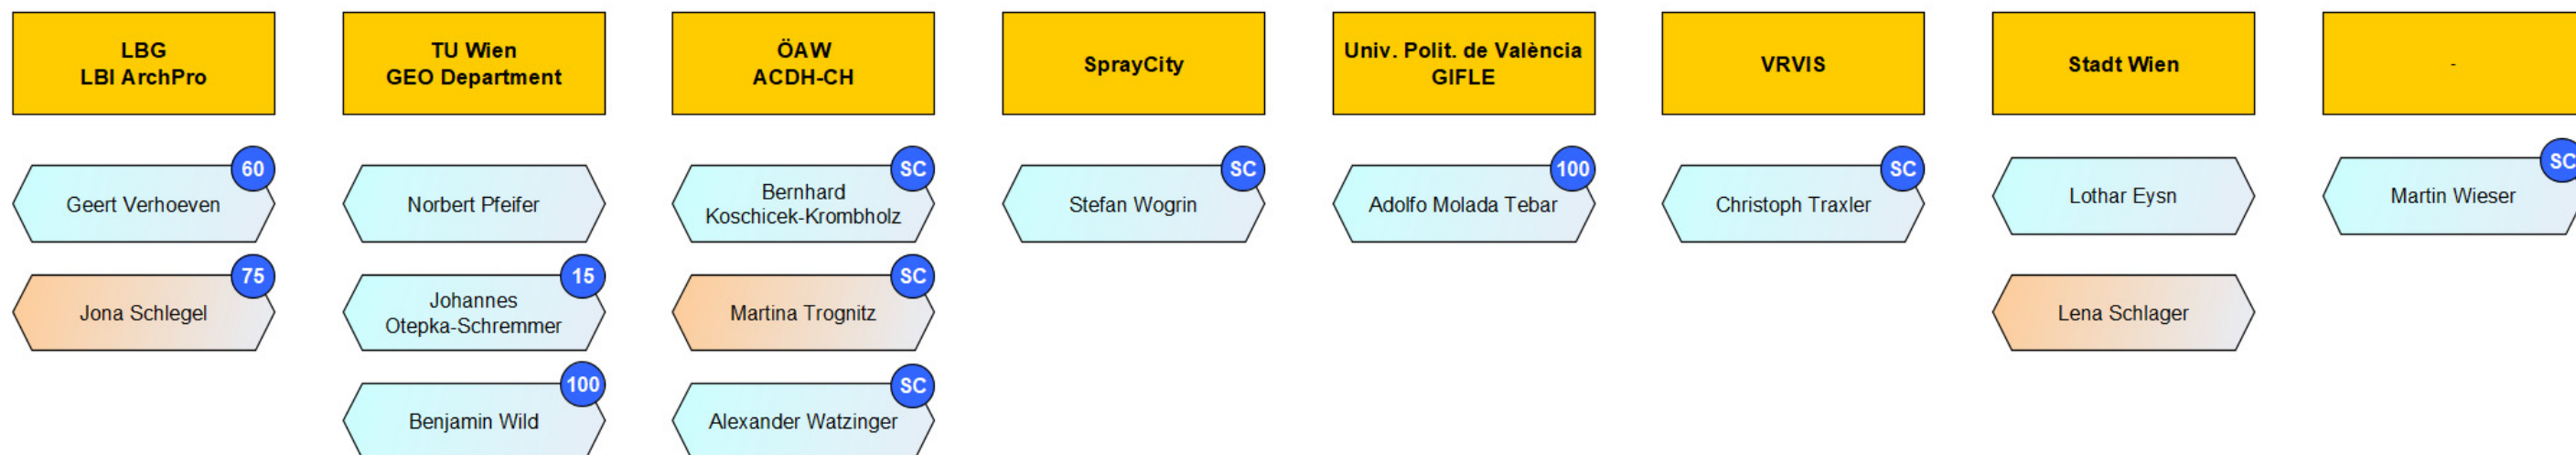 LBG
LBI ArchPro
TU Wien
GEO Department
ÖAW
ACDH-CH
SprayCity
Univ. Polit. de València
GIFLE
VRVIS
Stadt Wien
-
60
Geert Verhoeven
75
Jona Schlegel
Norbert Pfeifer
15
Johannes
Otepka-Schremmer
100
Benjamin Wild
SC
Bernhard
Koschicek-Krombholz
SC
Martina Trognitz
SC
Alexander Watzinger
SC
Stefan Wogrin
100
Adolfo Molada Tebar
SC
Christoph Traxler
Lothar Eysn
Lena Schlager
SC
Martin Wieser